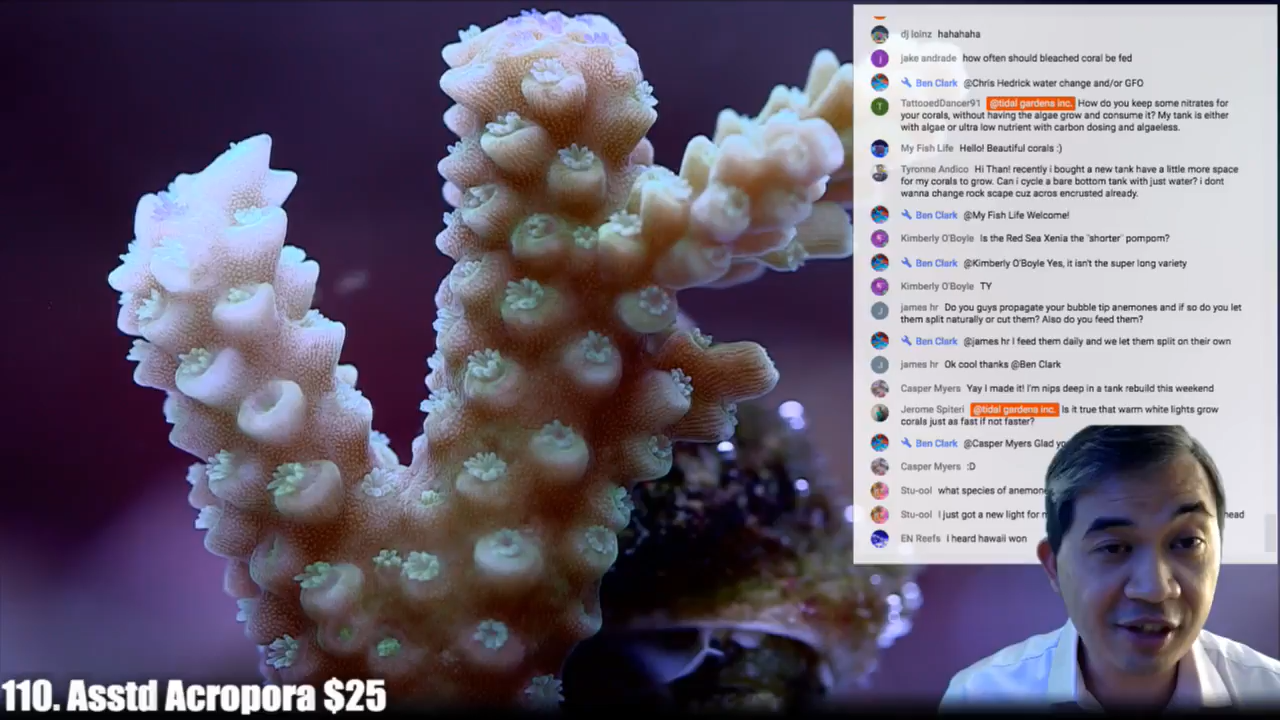 dj loinz hahahaha
jake andrade how often should bleached coral be fed
Ben Clark @Chris Hedrick water change and/or GFO
TattooedDancer91 @tidal gardens inc. How do you keep some nitrates for
your corals, without having the algae grow and consume it? My tank is either
with algae or ultra low nutrient with carbon dosing and algaeless.
My Fish Life Hello! Beautiful corals :)
Tyronne Andico Hi Than! recently i bought a new tank have a little more space
for my corals to grow. Can i cycle a bare bottom tank with just water? i dont
wanna change rock scape cuz acros encrusted already.
Ben Clark @My Fish Life Welcome!
Kimberly O'Boyle Is the Red Sea Xenia the "shorter" pompom?
Ben Clark @Kimberly O'Boyle Yes, it isn't the super long variety
Kimberly O'Boyle TY
james hr Do you guys propagate your bubble tip anemones and if so do you let
them split naturally or cut them? Also do you feed them?
Ben Clark @james hr I feed them daily and we let them split on their own
james hr Ok cool thanks @Ben Clark
Casper Myers Yay I made it! I'm nips deep in a tank rebuild this weekend
Jerome Spiteri @tidal gardens inc. Is it true that warm white lights grow
corals just as fast if not faster?
Ben Clark @Casper Myers Glad
Casper Myers :D
Stu-ool what species of
Stu-ool I just got a new light for head
EN Reefs I heard hawaii won
110. Asstd Acropora $25